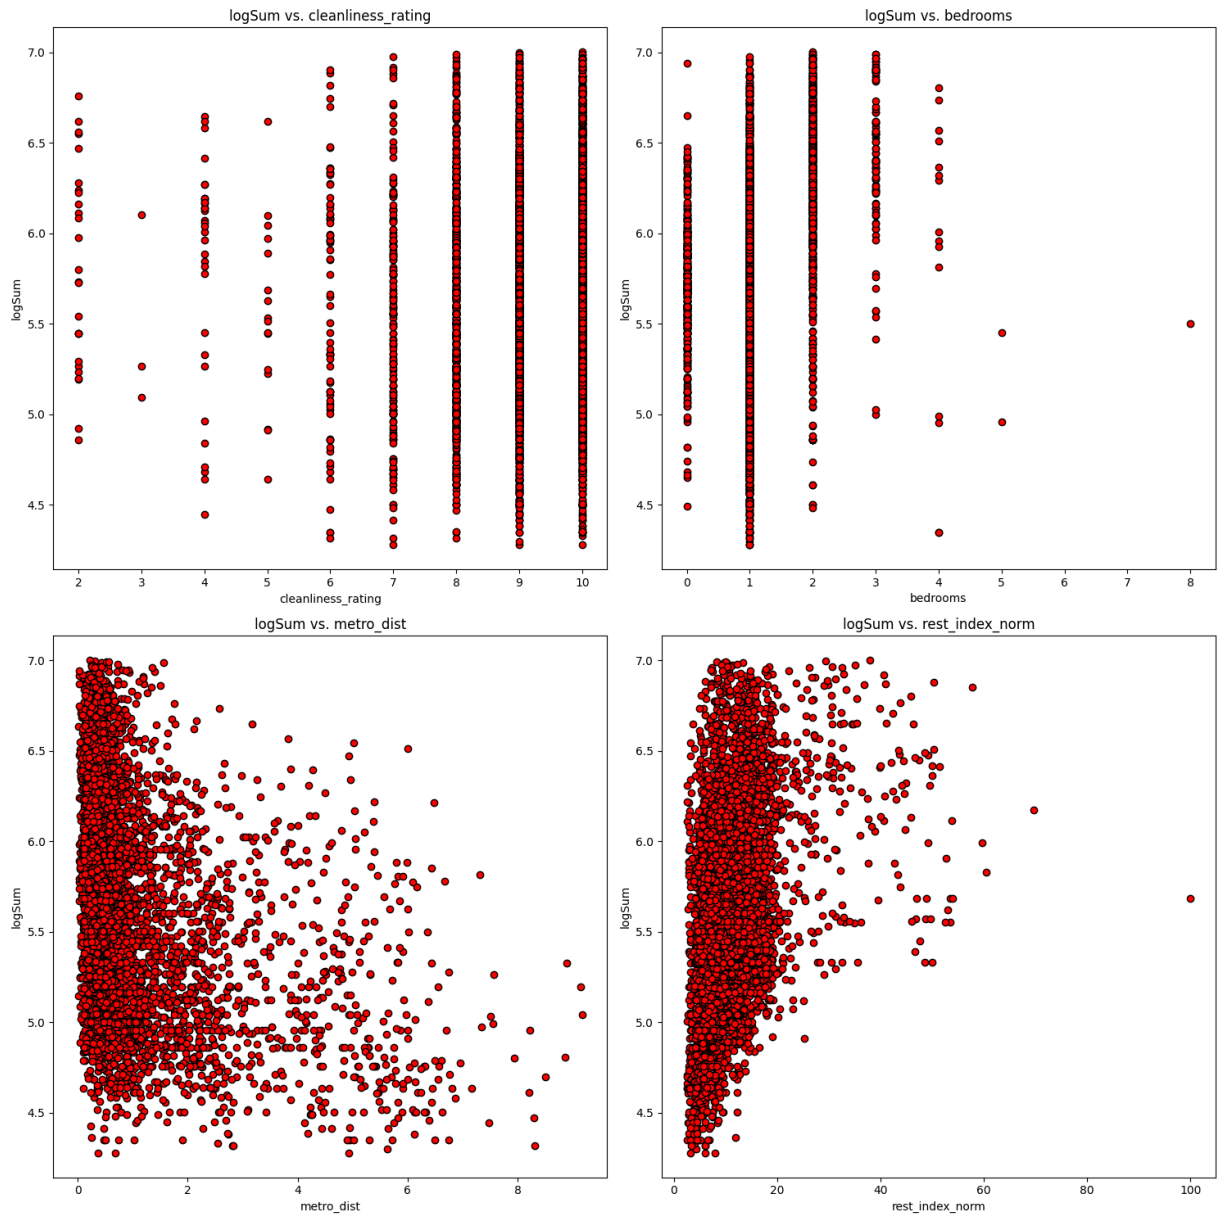 logSum vs. cleanliness_rating
7.0
6.5
6.0
5.5
5.0
4.5
logSum
2 3 4 5 6 7 8 9 10
cleanliness_rating
logSum vs. bedrooms
7.0
6.5
6.0
5.5
5.0
4.5
logSum
0 1 2 3 4 5 6 7 8
bedrooms
logSum vs. metro_dist
7.0
6.5
6.0
5.5
5.0
4.5
logSum
0 2 4 6 8
metro_dist
logSum vs. rest_index_norm
7.0
6.5
6.0
5.5
5.0
4.5
logSum
0 20 40 60 80 100
rest_index_norm